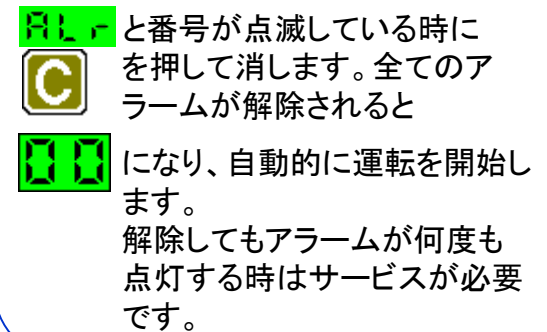 ALr と番号が点滅している時に
C を押して消します。全てのア
ラームが解除されると
00 になり、自動的に運転を開始し
ます。
解除してもアラームが何度も
点灯する時はサービスが必要
です。